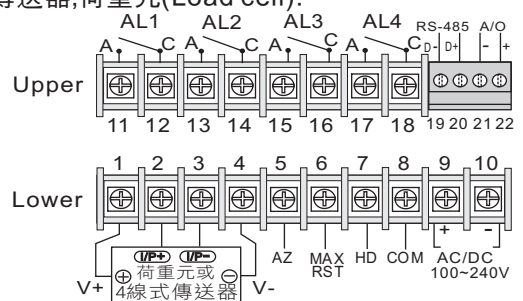 傳送器,荷重元(Load cell):
AL1 AL2 AL3 AL4 RS-485 A/O
A C A C A C A C D- D+ - +
Upper
11 12 13 14 15 16 17 18 19 20 21 22
1 2 3 4 5 6 7 8 9 10
Lower
+ -
I/P+ I/P- AZ MAX HD COM AC/DC
RST 100~240V
荷重元或
V+ 4線式傳送器 V-